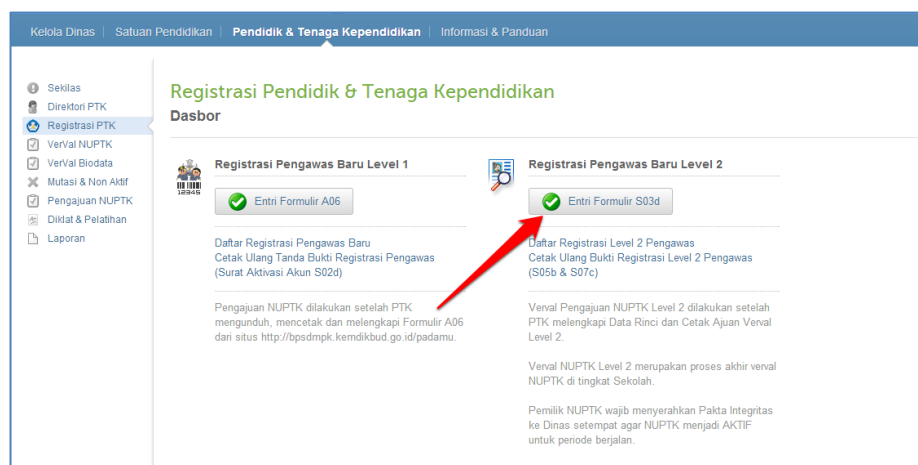 Kelola Dinas | Satuan Pendidikan | Pendidik & Tenaga Kependidikan | Informasi & Panduan
Sekilas
Direktori PTK
Registrasi PTK
VerVal NUPTK
VerVal Biodata
Mutasi & Non Aktif
Pengajuan NUPTK
Diklat & Pelatihan
Laporan
Registrasi Pendidik & Tenaga Kependidikan
Dasbor
12345
Registrasi Pengawas Baru Level 1
Entri Formulir A06
Daftar Registrasi Pengawas Baru
Cetak Ulang Tanda Bukti Registrasi Pengawas
(Surat Aktivasi Akun S02d)
Pengajuan NUPTK dilakukan setelah PTK
mengunduh, mencetak dan melengkapi Formulir A06
dari situs http://bpsdmpk.kemdikbud.go.id/padamu.
Registrasi Pengawas Baru Level 2
Entri Formulir S03d
Daftar Registrasi Level 2 Pengawas
Cetak Ulang Bukti Registrasi Level 2 Pengawas
(S05b & S07c)
Verval Pengajuan NUPTK Level 2 dilakukan setelah
PTK melengkapi Data Rinci dan Cetak Ajuan Verval
Level 2.
Verval NUPTK Level 2 merupakan proses akhir verval
NUPTK di tingkat Sekolah.
Pemilik NUPTK wajib menyerahkan Pakta Integritas
ke Dinas setempat agar NUPTK menjadi AKTIF
untuk periode berjalan.